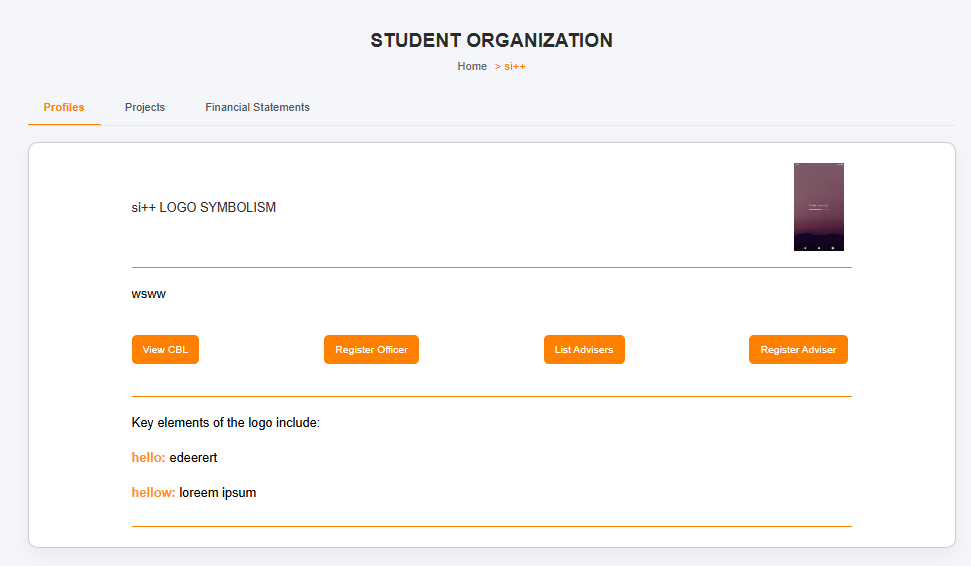 STUDENT ORGANIZATION
Home > si++
Profiles Projects Financial Statements
si++ LOGO SYMBOLISM
wsww
View CBL Register Officer List Advisers Register Adviser
Key elements of the logo include:
hello: edeerert
hellow: loreem ipsum